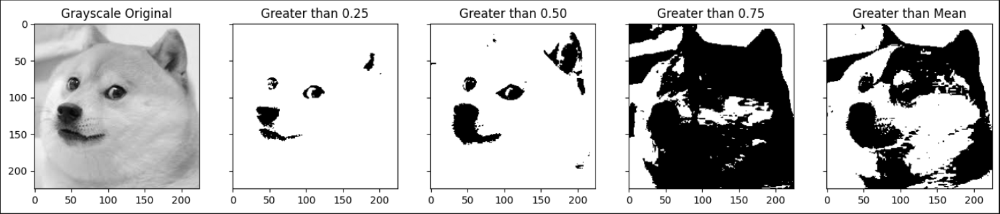 Grayscale Original
Greater than 0.25
Greater than 0.50
Greater than 0.75
Greater than Mean
0
50
100
150
200
0 50 100 150 200
0 50 100 150 200
0 50 100 150 200
0 50 100 150 200
0 50 100 150 200